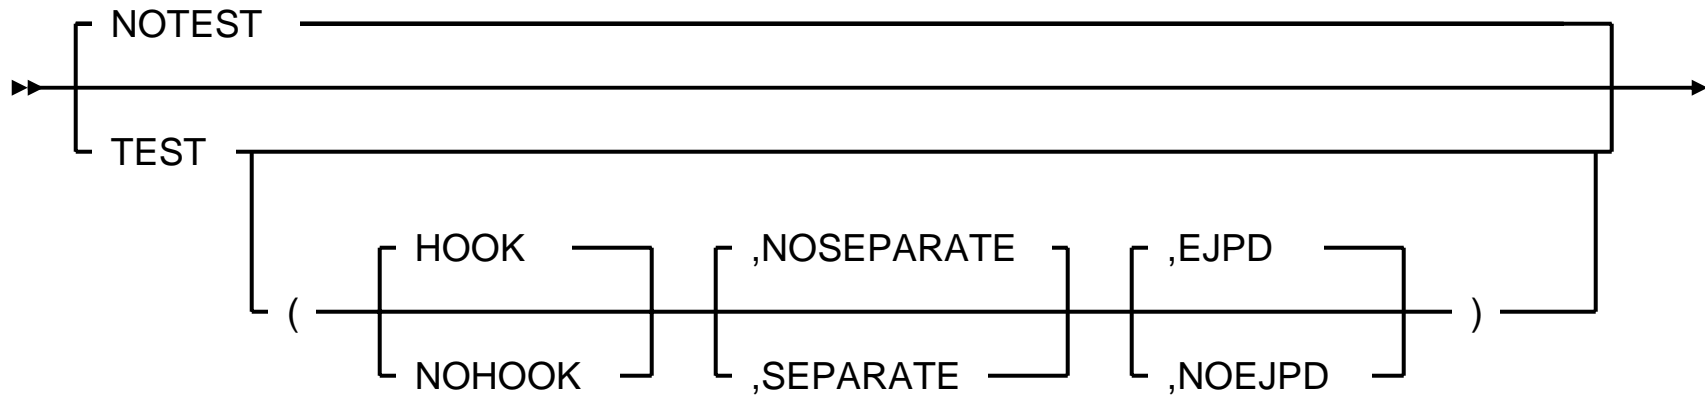 NOTEST
TEST
HOOK ,NOSEPARATE ,EJPD
( )
NOHOOK ,SEPARATE ,NOEJPD